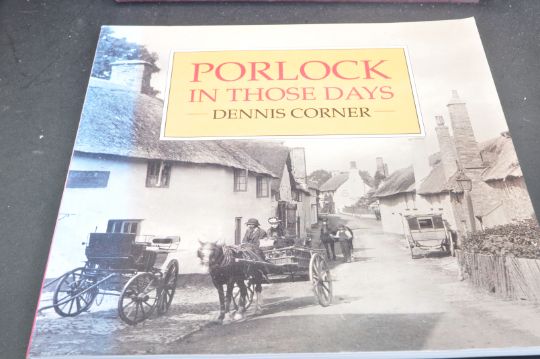 PORLOCK
IN THOSE DAYS
DENNIS CORNER